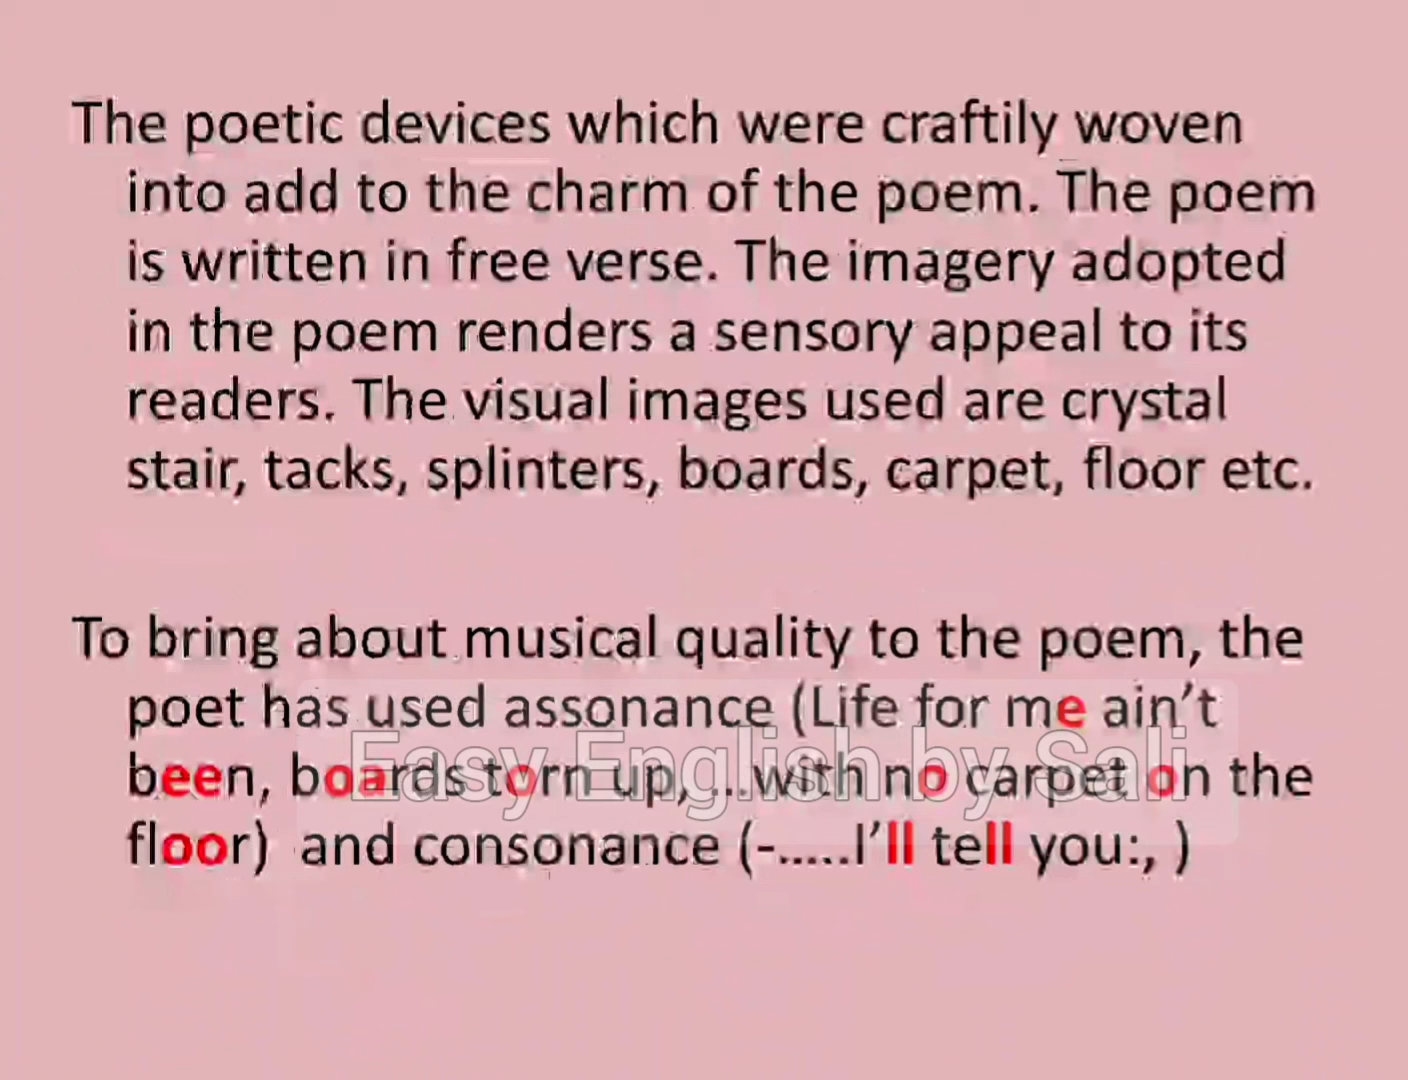 The poetic devices which were craftily woven
into add to the charm of the poem. The poem
is written in free verse. The imagery adopted
in the poem renders a sensory appeal to its
readers. The visual images used are crystal
stair, tacks, splinters, boards, carpet, floor etc.
To bring about musical quality to the poem, the
poet has used assonance (Life for me ain’t
been, boards torn up, ...with no carpet on the
floor) and consonance (-.....I’ll tell you:, )
Easy English by Sali